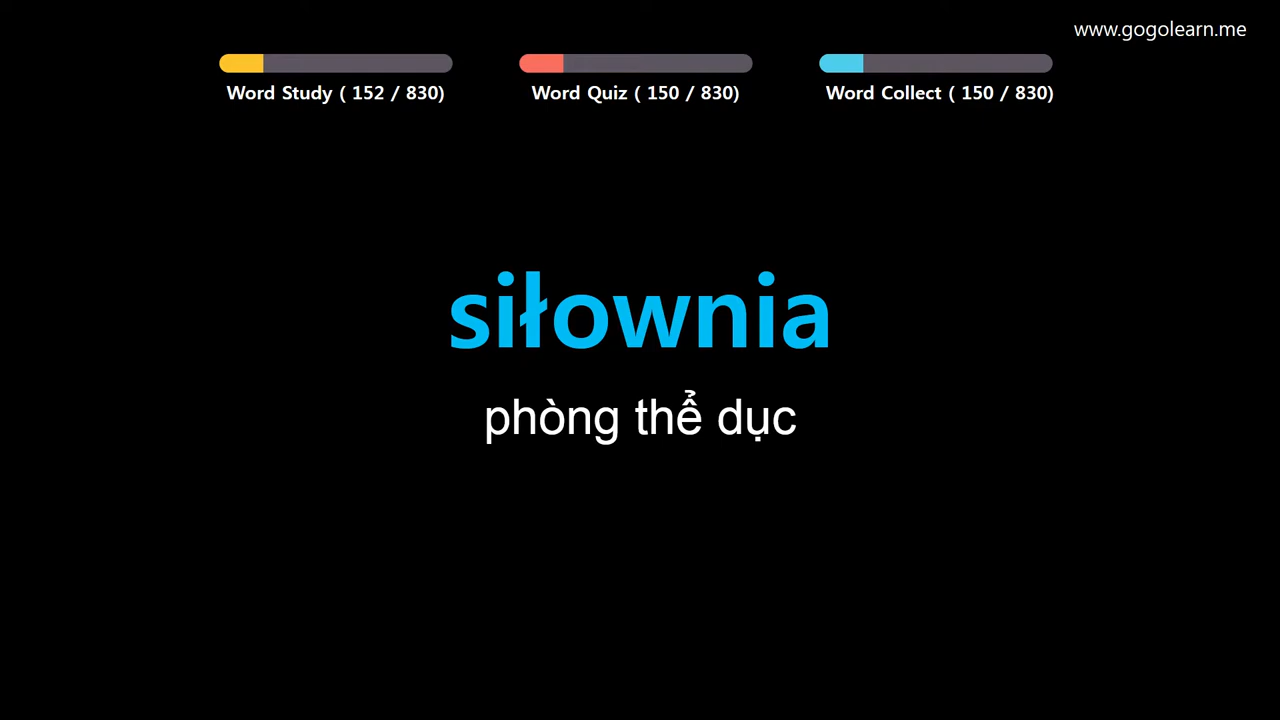 www.gogolearn.me
Word Study ( 152 / 830)
Word Quiz ( 150 / 830)
Word Collect ( 150 / 830)
siłownia
phòng thể dục